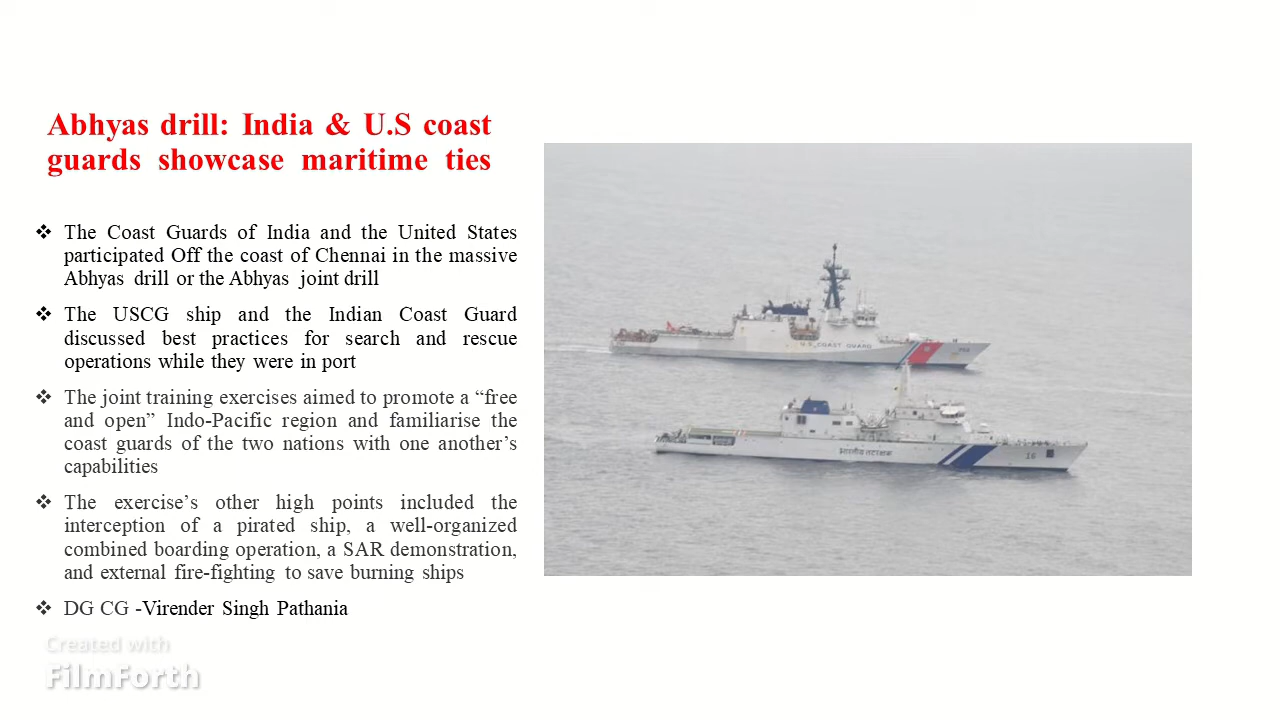 Abhyas drill: India & U.S coast
guards showcase maritime ties
❖ The Coast Guards of India and the United States
participated Off the coast of Chennai in the massive
Abhyas drill or the Abhyas joint drill
❖ The USCG ship and the Indian Coast Guard
discussed best practices for search and rescue
operations while they were in port
❖ The joint training exercises aimed to promote a “free
and open” Indo-Pacific region and familiarise the
coast guards of the two nations with one another’s
capabilities
❖ The exercise’s other high points included the
interception of a pirated ship, a well-organized
combined boarding operation, a SAR demonstration,
and external fire-fighting to save burning ships
❖ DG CG -Virender Singh Pathania
U.S. COAST GUARD
भारतीय तटरक्षक
16
Created with
FilmForth